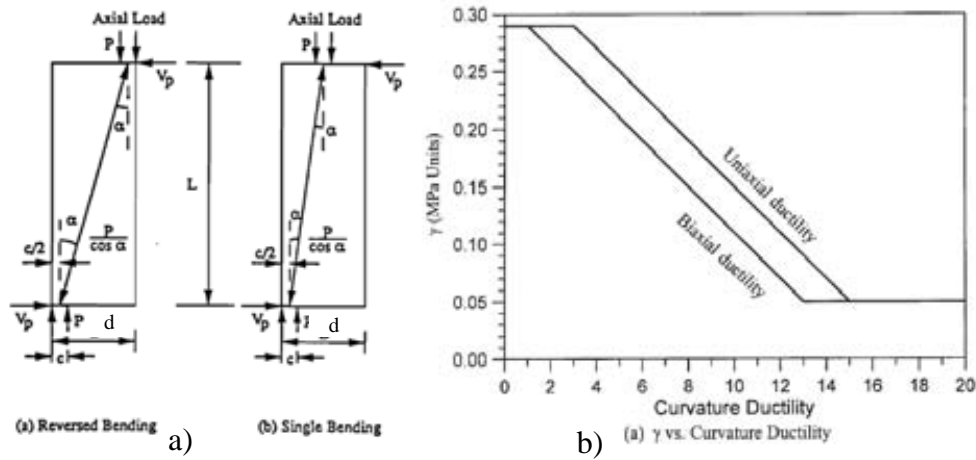 Axial Load
P
V_p
α
L
α
P
cos α
c/2
V_p
P
d
c
(a) Reversed Bending
a)
Axial Load
P
V_p
α
α
P
cos α
c/2
V_p
d
c
(b) Single Bending
γ (MPa Units)
0.30
0.25
0.20
0.15
0.10
0.05
0.00
Uniaxial ductility
Biaxial ductility
0 2 4 6 8 10 12 14 16 18 20
Curvature Ductility
b)
(a) γ vs. Curvature Ductility